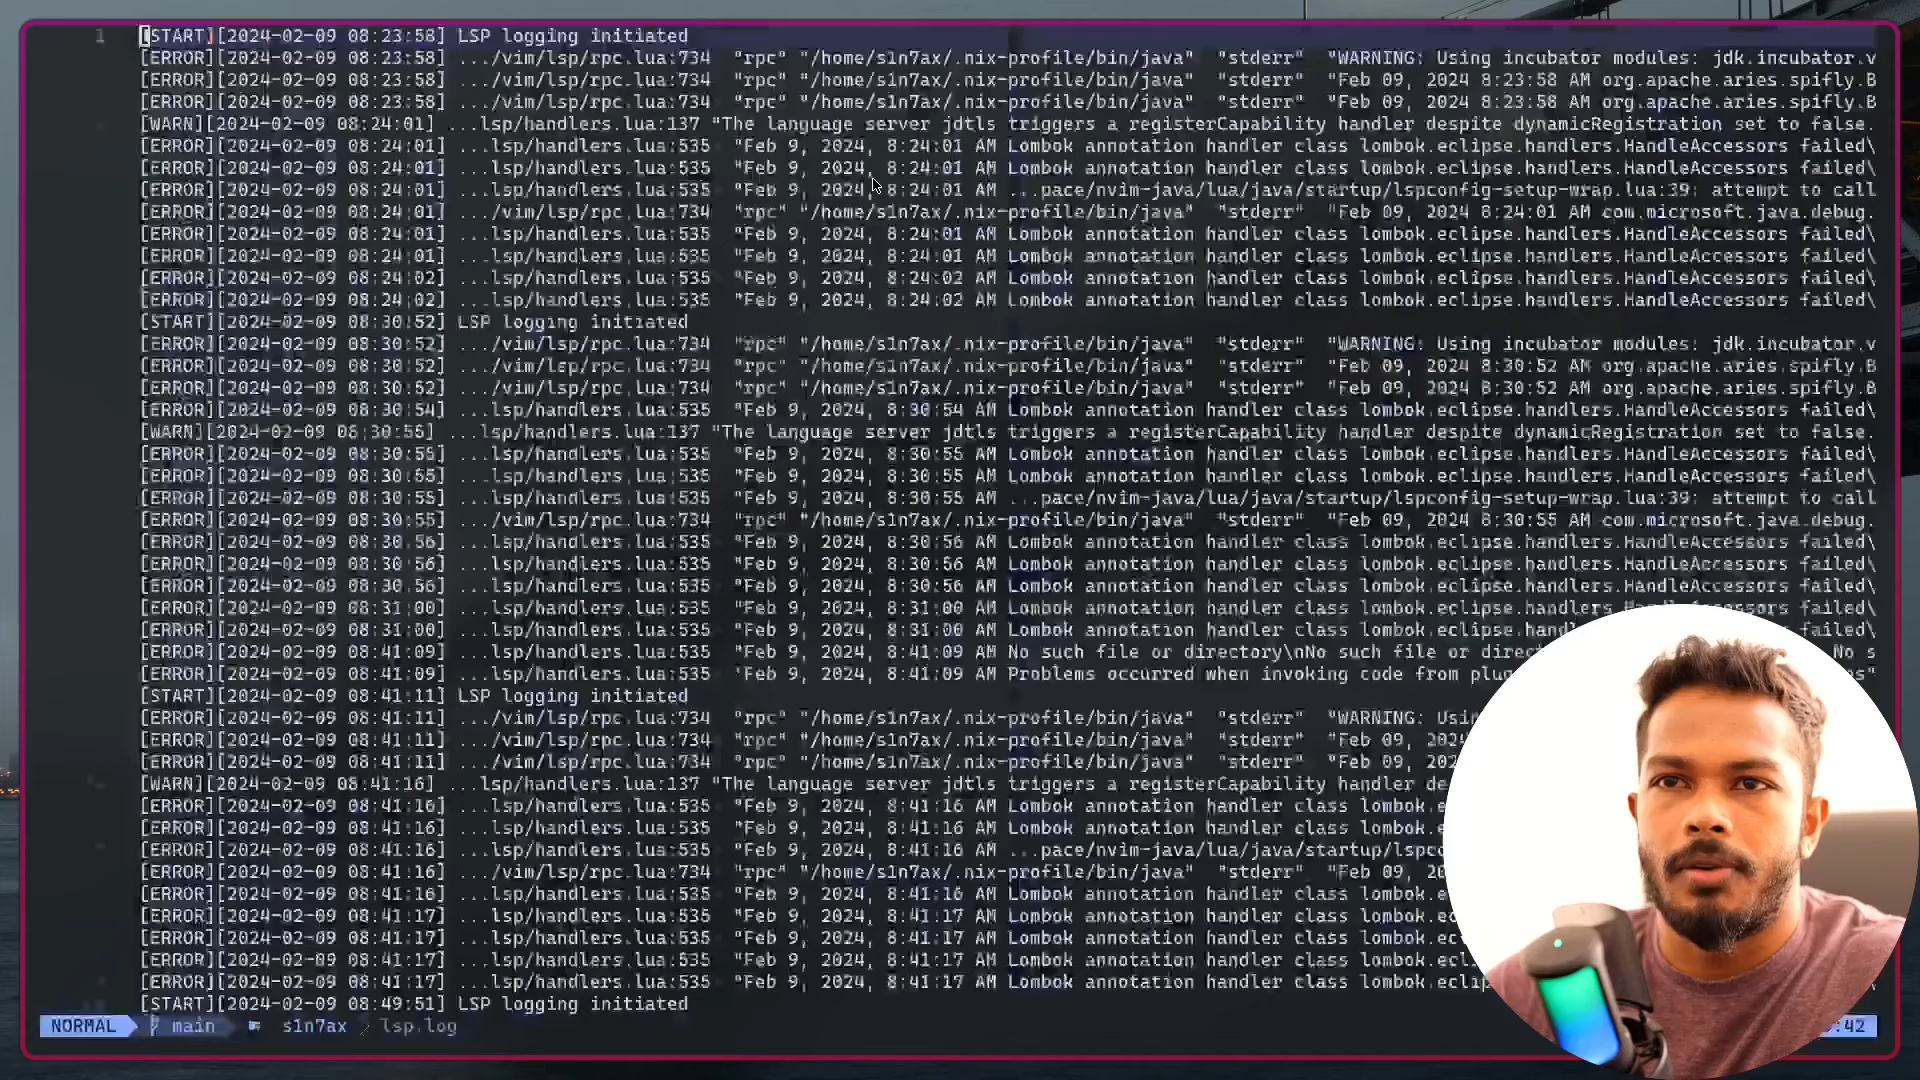 1 [START][2024-02-09 08:23:58] LSP logging initiated
[ERROR][2024-02-09 08:23:58] .../vim/lsp/rpc.lua:734 "rpc" "/home/s1n7ax/.nix-profile/bin/java" "stderr" "WARNING: Using incubator modules: jdk.incubator.v
[ERROR][2024-02-09 08:23:58] .../vim/lsp/rpc.lua:734 "rpc" "/home/s1n7ax/.nix-profile/bin/java" "stderr" "Feb 09, 2024 8:23:58 AM org.apache.aries.spifly.B
[ERROR][2024-02-09 08:23:58] .../vim/lsp/rpc.lua:734 "rpc" "/home/s1n7ax/.nix-profile/bin/java" "stderr" "Feb 09, 2024 8:23:58 AM org.apache.aries.spifly.B
[WARN][2024-02-09 08:24:01] ...lsp/handlers.lua:137 "The language server jdtls triggers a registerCapability handler despite dynamicRegistration set to false.
[ERROR][2024-02-09 08:24:01] ...lsp/handlers.lua:535 "Feb 9, 2024, 8:24:01 AM Lombok annotation handler class lombok.eclipse.handlers.HandleAccessors failed\
[ERROR][2024-02-09 08:24:01] ...lsp/handlers.lua:535 "Feb 9, 2024, 8:24:01 AM Lombok annotation handler class lombok.eclipse.handlers.HandleAccessors failed\
[ERROR][2024-02-09 08:24:01] ...lsp/handlers.lua:535 "Feb 9, 2024, 8:24:01 AM ...pace/nvim-java/lua/java/startup/lspconfig-setup-wrap.lua:39: attempt to call
[ERROR][2024-02-09 08:24:01] .../vim/lsp/rpc.lua:734 "rpc" "/home/s1n7ax/.nix-profile/bin/java" "stderr" "Feb 09, 2024 8:24:01 AM com.microsoft.java.debug.
[ERROR][2024-02-09 08:24:01] ...lsp/handlers.lua:535 "Feb 9, 2024, 8:24:01 AM Lombok annotation handler class lombok.eclipse.handlers.HandleAccessors failed\
[ERROR][2024-02-09 08:24:01] ...lsp/handlers.lua:535 "Feb 9, 2024, 8:24:01 AM Lombok annotation handler class lombok.eclipse.handlers.HandleAccessors failed\
[ERROR][2024-02-09 08:24:02] ...lsp/handlers.lua:535 "Feb 9, 2024, 8:24:02 AM Lombok annotation handler class lombok.eclipse.handlers.HandleAccessors failed\
[ERROR][2024-02-09 08:24:02] ...lsp/handlers.lua:535 "Feb 9, 2024, 8:24:02 AM Lombok annotation handler class lombok.eclipse.handlers.HandleAccessors failed\
[START][2024-02-09 08:30:52] LSP logging initiated
[ERROR][2024-02-09 08:30:52] .../vim/lsp/rpc.lua:734 "rpc" "/home/s1n7ax/.nix-profile/bin/java" "stderr" "WARNING: Using incubator modules: jdk.incubator.v
[ERROR][2024-02-09 08:30:52] .../vim/lsp/rpc.lua:734 "rpc" "/home/s1n7ax/.nix-profile/bin/java" "stderr" "Feb 09, 2024 8:30:52 AM org.apache.aries.spifly.B
[ERROR][2024-02-09 08:30:52] .../vim/lsp/rpc.lua:734 "rpc" "/home/s1n7ax/.nix-profile/bin/java" "stderr" "Feb 09, 2024 8:30:52 AM org.apache.aries.spifly.B
[ERROR][2024-02-09 08:30:54] ...lsp/handlers.lua:535 "Feb 9, 2024, 8:30:54 AM Lombok annotation handler class lombok.eclipse.handlers.HandleAccessors failed\
[WARN][2024-02-09 08:30:55] ...lsp/handlers.lua:137 "The language server jdtls triggers a registerCapability handler despite dynamicRegistration set to false.
[ERROR][2024-02-09 08:30:55] ...lsp/handlers.lua:535 "Feb 9, 2024, 8:30:55 AM Lombok annotation handler class lombok.eclipse.handlers.HandleAccessors failed\
[ERROR][2024-02-09 08:30:55] ...lsp/handlers.lua:535 "Feb 9, 2024, 8:30:55 AM Lombok annotation handler class lombok.eclipse.handlers.HandleAccessors failed\
[ERROR][2024-02-09 08:30:55] ...lsp/handlers.lua:535 "Feb 9, 2024, 8:30:55 AM ...pace/nvim-java/lua/java/startup/lspconfig-setup-wrap.lua:39: attempt to call
[ERROR][2024-02-09 08:30:55] .../vim/lsp/rpc.lua:734 "rpc" "/home/s1n7ax/.nix-profile/bin/java" "stderr" "Feb 09, 2024 8:30:55 AM com.microsoft.java.debug.
[ERROR][2024-02-09 08:30:56] ...lsp/handlers.lua:535 "Feb 9, 2024, 8:30:56 AM Lombok annotation handler class lombok.eclipse.handlers.HandleAccessors failed\
[ERROR][2024-02-09 08:30:56] ...lsp/handlers.lua:535 "Feb 9, 2024, 8:30:56 AM Lombok annotation handler class lombok.eclipse.handlers.HandleAccessors failed\
[ERROR][2024-02-09 08:30:56] ...lsp/handlers.lua:535 "Feb 9, 2024, 8:30:56 AM Lombok annotation handler class lombok.eclipse.handlers.HandleAccessors failed\
[ERROR][2024-02-09 08:31:00] ...lsp/handlers.lua:535 "Feb 9, 2024, 8:31:00 AM Lombok annotation handler class lombok.eclipse.handlers.HandleAccessors failed\
[ERROR][2024-02-09 08:31:00] ...lsp/handlers.lua:535 "Feb 9, 2024, 8:31:00 AM Lombok annotation handler class lombok.eclipse.hand failed\
[ERROR][2024-02-09 08:41:09] ...lsp/handlers.lua:535 "Feb 9, 2024, 8:41:09 AM No such file or directory\nNo such file or direc No s
[ERROR][2024-02-09 08:41:09] ...lsp/handlers.lua:535 "Feb 9, 2024, 8:41:09 AM Problems occurred when invoking code from plug s"
[START][2024-02-09 08:41:11] LSP logging initiated
[ERROR][2024-02-09 08:41:11] .../vim/lsp/rpc.lua:734 "rpc" "/home/s1n7ax/.nix-profile/bin/java" "stderr" "WARNING: Usi
[ERROR][2024-02-09 08:41:11] .../vim/lsp/rpc.lua:734 "rpc" "/home/s1n7ax/.nix-profile/bin/java" "stderr" "Feb 09, 202
[ERROR][2024-02-09 08:41:11] .../vim/lsp/rpc.lua:734 "rpc" "/home/s1n7ax/.nix-profile/bin/java" "stderr" "Feb 09, 202
[WARN][2024-02-09 08:41:16] ...lsp/handlers.lua:137 "The language server jdtls triggers a registerCapability handler de
[ERROR][2024-02-09 08:41:16] ...lsp/handlers.lua:535 "Feb 9, 2024, 8:41:16 AM Lombok annotation handler class lombok.e
[ERROR][2024-02-09 08:41:16] ...lsp/handlers.lua:535 "Feb 9, 2024, 8:41:16 AM Lombok annotation handler class lombok.e
[ERROR][2024-02-09 08:41:16] ...lsp/handlers.lua:535 "Feb 9, 2024, 8:41:16 AM ...pace/nvim-java/lua/java/startup/lspc
[ERROR][2024-02-09 08:41:16] .../vim/lsp/rpc.lua:734 "rpc" "/home/s1n7ax/.nix-profile/bin/java" "stderr" "Feb 09, 20
[ERROR][2024-02-09 08:41:16] ...lsp/handlers.lua:535 "Feb 9, 2024, 8:41:16 AM Lombok annotation handler class lombok.e
[ERROR][2024-02-09 08:41:17] ...lsp/handlers.lua:535 "Feb 9, 2024, 8:41:17 AM Lombok annotation handler class lombok.ec
[ERROR][2024-02-09 08:41:17] ...lsp/handlers.lua:535 "Feb 9, 2024, 8:41:17 AM Lombok annotation handler class lombok.ec
[ERROR][2024-02-09 08:41:17] ...lsp/handlers.lua:535 "Feb 9, 2024, 8:41:17 AM Lombok annotation handler class lombok.ec
[ERROR][2024-02-09 08:41:17] ...lsp/handlers.lua:535 "Feb 9, 2024, 8:41:17 AM Lombok annotation handler class lombok.eclip
[START][2024-02-09 08:49:51] LSP logging initiated
NORMAL main s1n7ax lsp.log :42